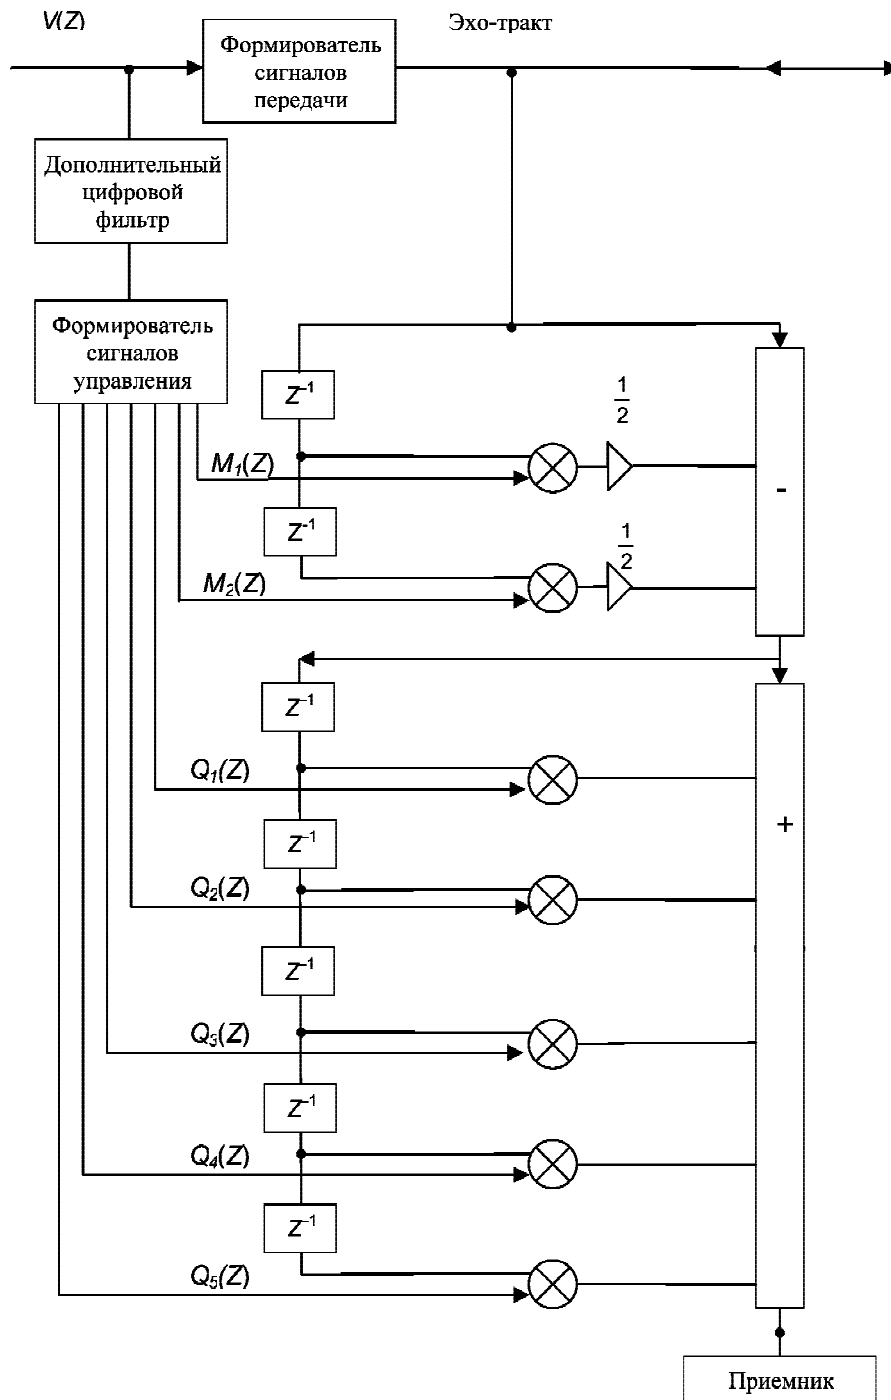 V(Z)
Эхо-тракт
Формирователь
сигналов
передачи
Дополнительный
цифровой
фильтр
Формирователь
сигналов
управления
Z⁻¹
1/2
M₁(Z)
-
Z⁻¹
1/2
M₂(Z)
Z⁻¹
Q₁(Z)
+
Z⁻¹
Q₂(Z)
Z⁻¹
Q₃(Z)
Z⁻¹
Q₄(Z)
Z⁻¹
Q₅(Z)
Приемник